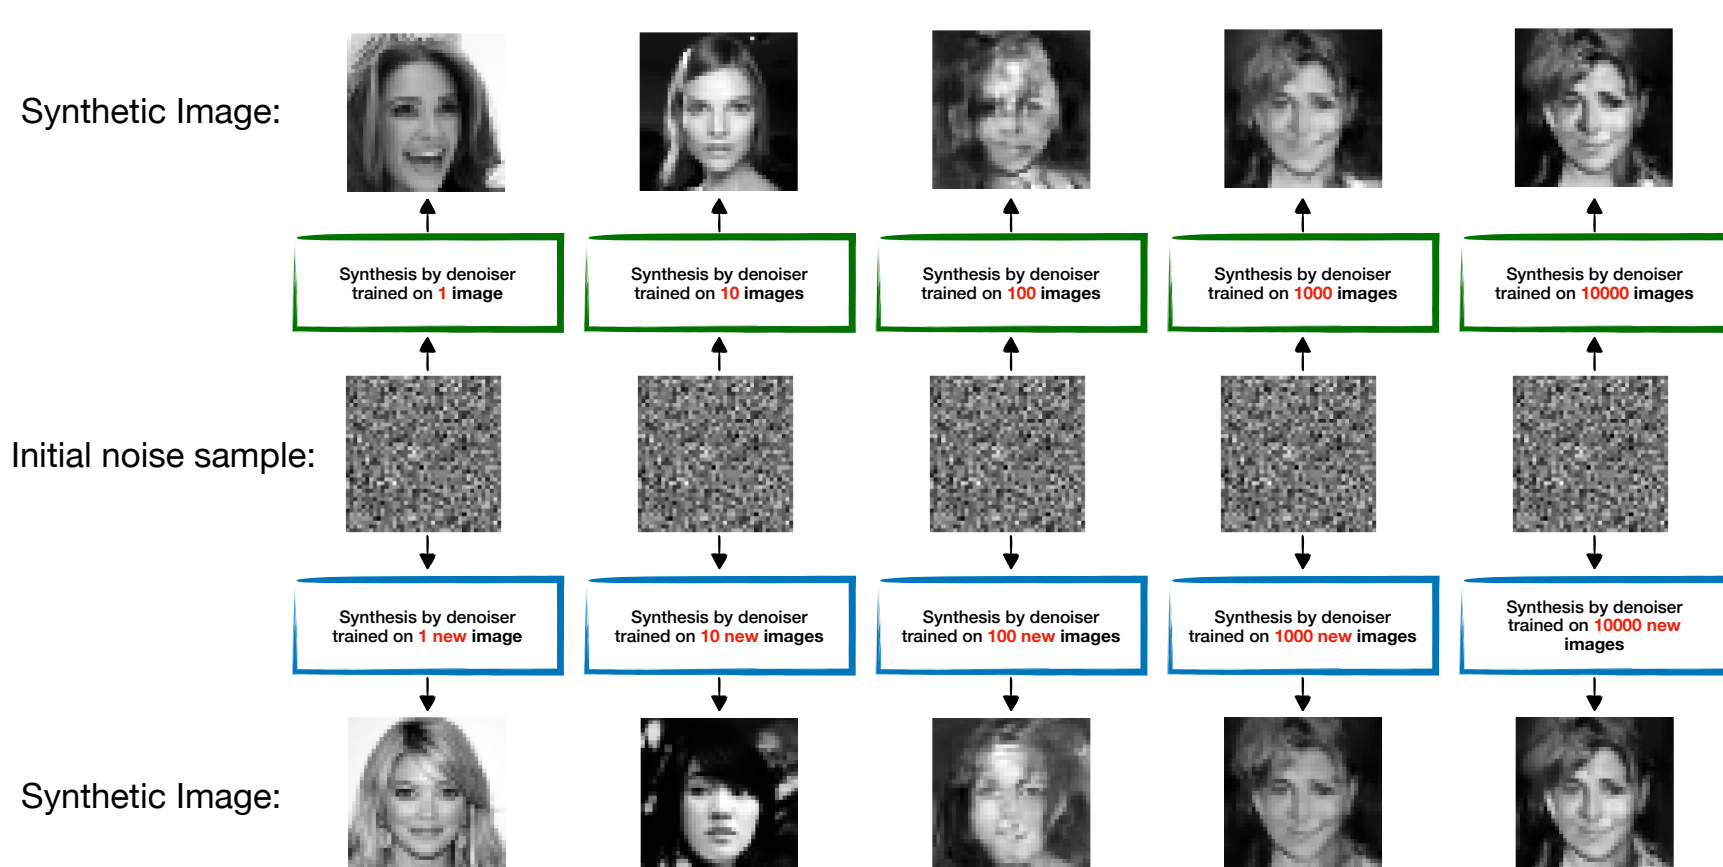 Synthetic Image:
Synthesis by denoiser
trained on 1 image
Synthesis by denoiser
trained on 10 images
Synthesis by denoiser
trained on 100 images
Synthesis by denoiser
trained on 1000 images
Synthesis by denoiser
trained on 10000 images
Initial noise sample:
Synthesis by denoiser
trained on 1 new image
Synthesis by denoiser
trained on 10 new images
Synthesis by denoiser
trained on 100 new images
Synthesis by denoiser
trained on 1000 new images
Synthesis by denoiser
trained on 10000 new
images
Synthetic Image: